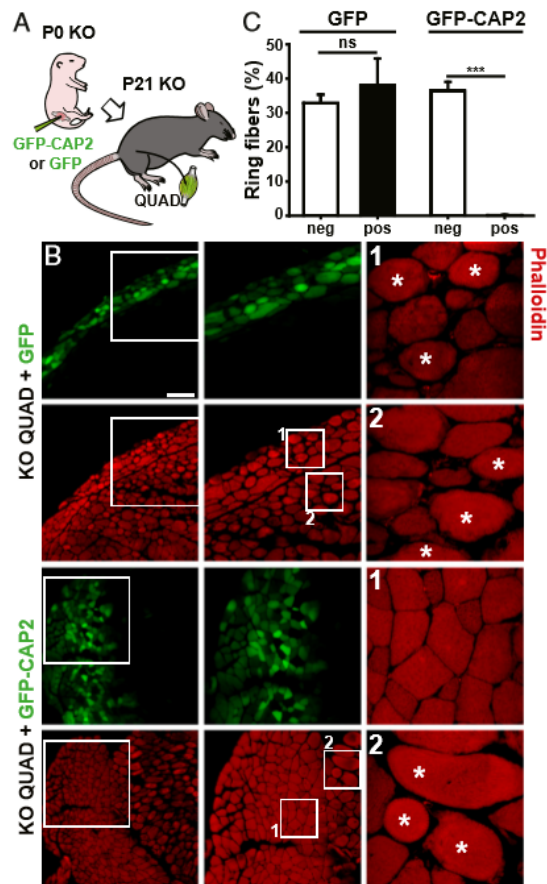 A
P0 KO
P21 KO
GFP-CAP2
or GFP
QUAD
C
GFP
GFP-CAP2
ns
***
Ring fibers (%)
50
40
30
20
10
0
neg
pos
neg
pos
B
1
Phalloidin
*
*
*
KO QUAD + GFP
1
2
2
*
*
*
KO QUAD + GFP-CAP2
1
2
1
2
*
*
*